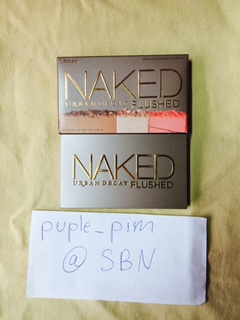 NAKED
URBAN DECAY FLUSHED
NAKED
URBAN DECAY FLUSHED
puple_pim
@ SBN